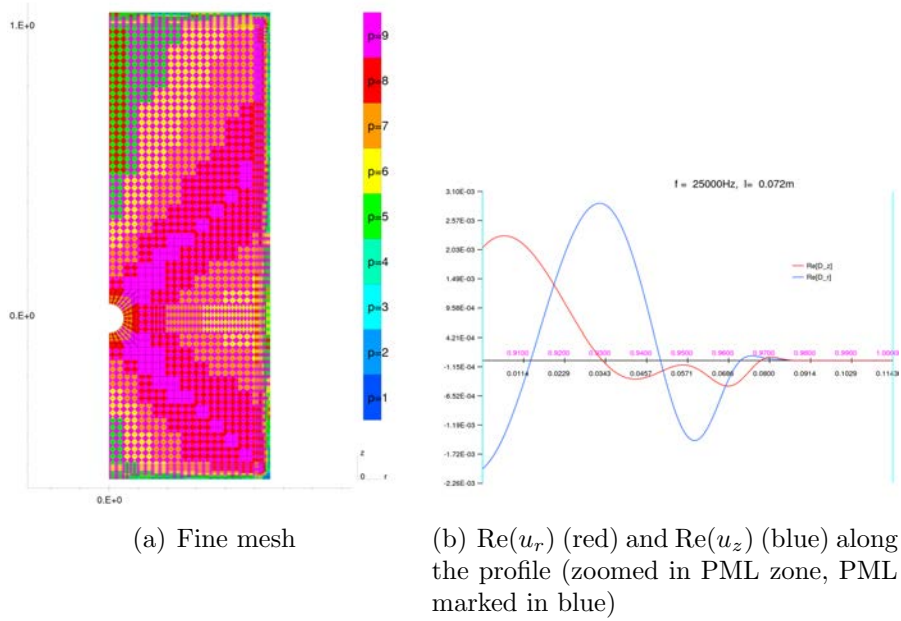 1.E+0
0.E+0
0.E+0
p=9
p=8
p=7
p=6
p=5
p=4
p=3
p=2
p=1
z
0 r
f = 25000Hz, l= 0.072m
3.10 E-03
2.57E-03
2.03E-03
1.49E-03
9.58E-04
4.21E-04
-1.15E-04
-6.52E-04
-1.19E-03
-1.72E-03
-2.26E-03
Re[D_z]
Re[D_r]
0.9100 0.9200 0.9300 0.9400 0.9500 0.9600 0.9700 0.9800 0.9900
0.0114 0.0229 0.0343 0.0457 0.0571 0.0686 0.0800 0.0914 0.1029
(a) Fine mesh
(b) Re(u_r) (red) and Re(u_z) (blue) along
the profile (zoomed in PML zone, PML
marked in blue)